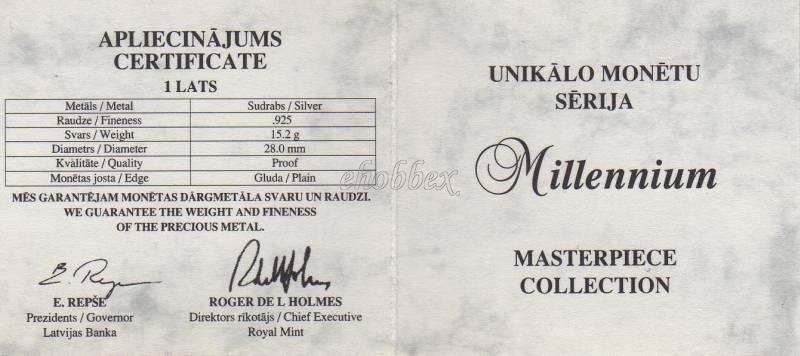 APLIECINĀJUMS
CERTIFICATE
1 LATS
Metāls / Metal Sudrabs / Silver
Raudze / Fineness .925
Svars / Weight 15.2 g
Diametrs / Diameter 28.0 mm
Kvalitāte / Quality Proof
Monētas josta / Edge Gluda / Plain
MĒS GARANTĒJAM MONĒTAS DĀRGMETĀLA SVARU UN RAUDZI.
WE GUARANTEE THE WEIGHT AND FINENESS
OF THE PRECIOUS METAL.
E. Repše
E. REPŠE
Prezidents / Governor
Latvijas Banka
ROGER DE L HOLMES
Direktors rīkotājs / Chief Executive
Royal Mint
ehobbex
UNIKĀLO MONĒTU
SĒRIJA
Millennium
MASTERPIECE
COLLECTION